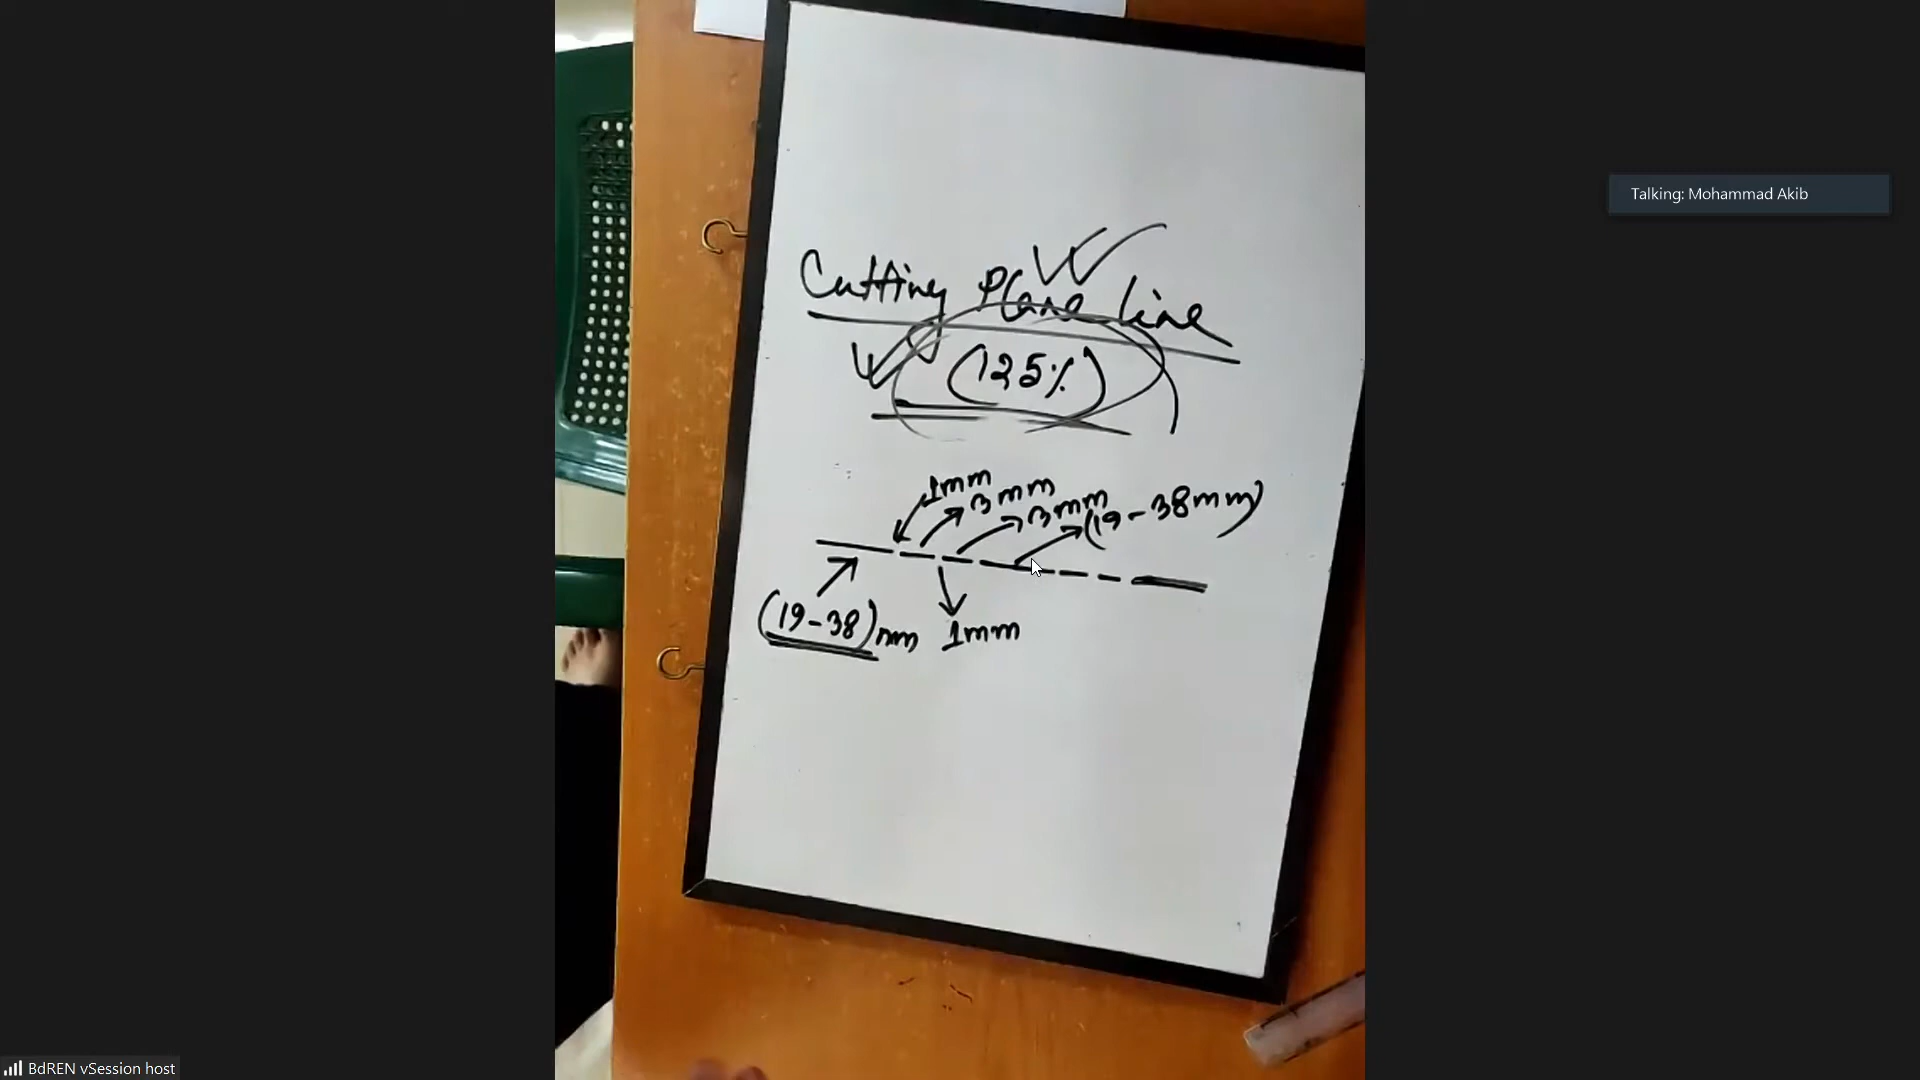 Talking: Mohammad Akib
Cutting Plane line
(125%)
1mm
3mm
3mm
(19-38mm)
(19-38)mm
1mm
BdREN vSession host